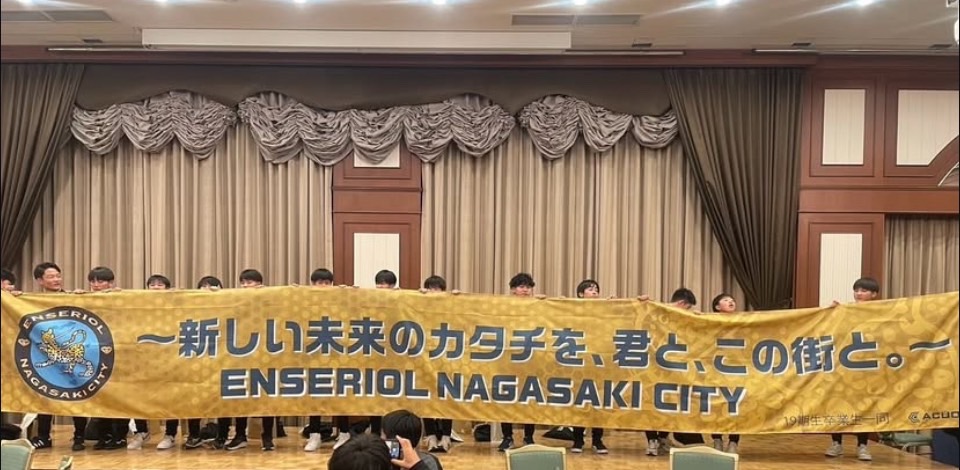 ENSERIOL
NAGASAKI CITY
〜新しい未来のカタチを、君と、この街と。〜
ENSERIOL NAGASAKI CITY
19期生卒業生一同